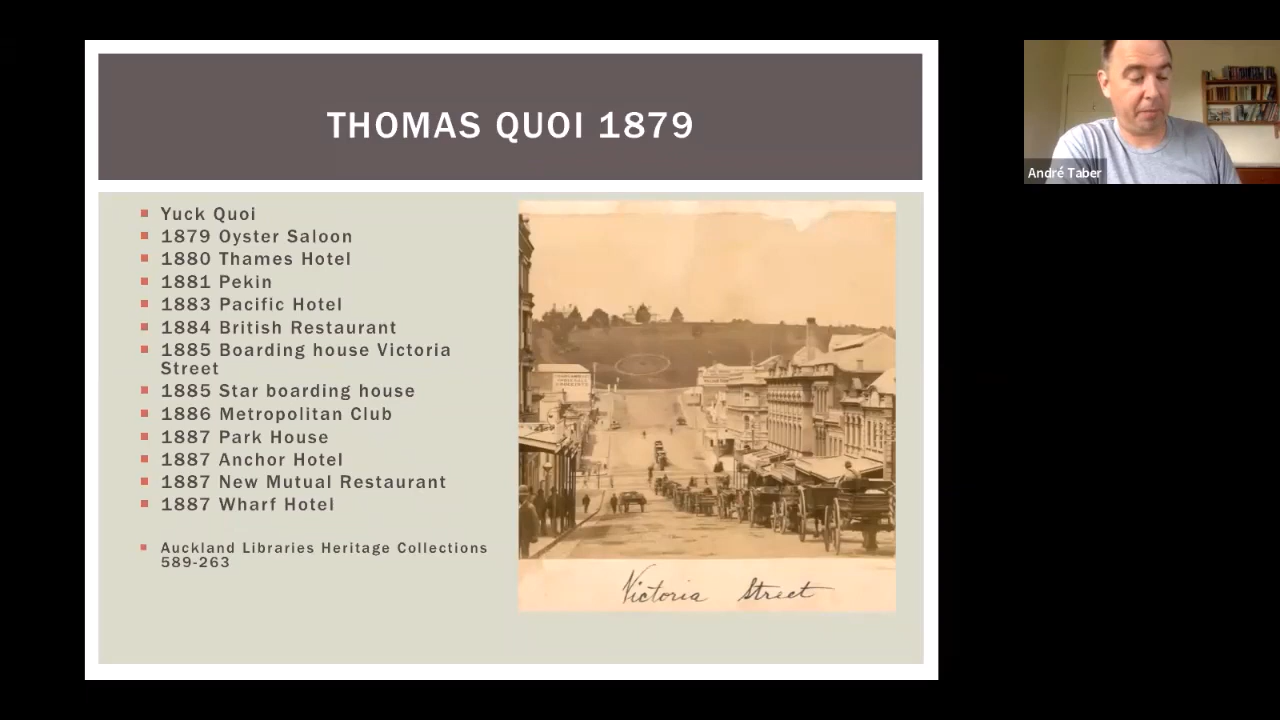 THOMAS QUOI 1879
Yuck Quoi
1879 Oyster Saloon
1880 Thames Hotel
1881 Pekin
1883 Pacific Hotel
1884 British Restaurant
1885 Boarding house Victoria
Street
1885 Star boarding house
1886 Metropolitan Club
1887 Park House
1887 Anchor Hotel
1887 New Mutual Restaurant
1887 Wharf Hotel
Auckland Libraries Heritage Collections
589-263
Victoria Street
André Taber